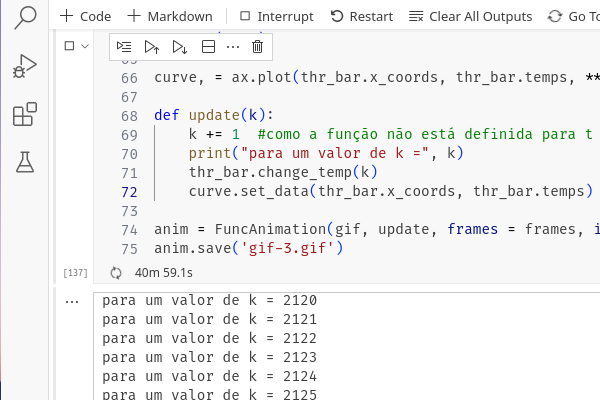 + Code + Markdown Interrupt Restart Clear All Outputs Go To
66 curve, = ax.plot(thr_bar.x_coords, thr_bar.temps, **
67
68 def update(k):
69 k += 1 #como a função não está definida para t
70 print("para um valor de k =", k)
71 thr_bar.change_temp(k)
72 curve.set_data(thr_bar.x_coords, thr_bar.temps)
73
74 anim = FuncAnimation(gif, update, frames = frames, i
75 anim.save('gif-3.gif')
[137] 40m 59.1s
... para um valor de k = 2120
para um valor de k = 2121
para um valor de k = 2122
para um valor de k = 2123
para um valor de k = 2124
para um valor de k = 2125